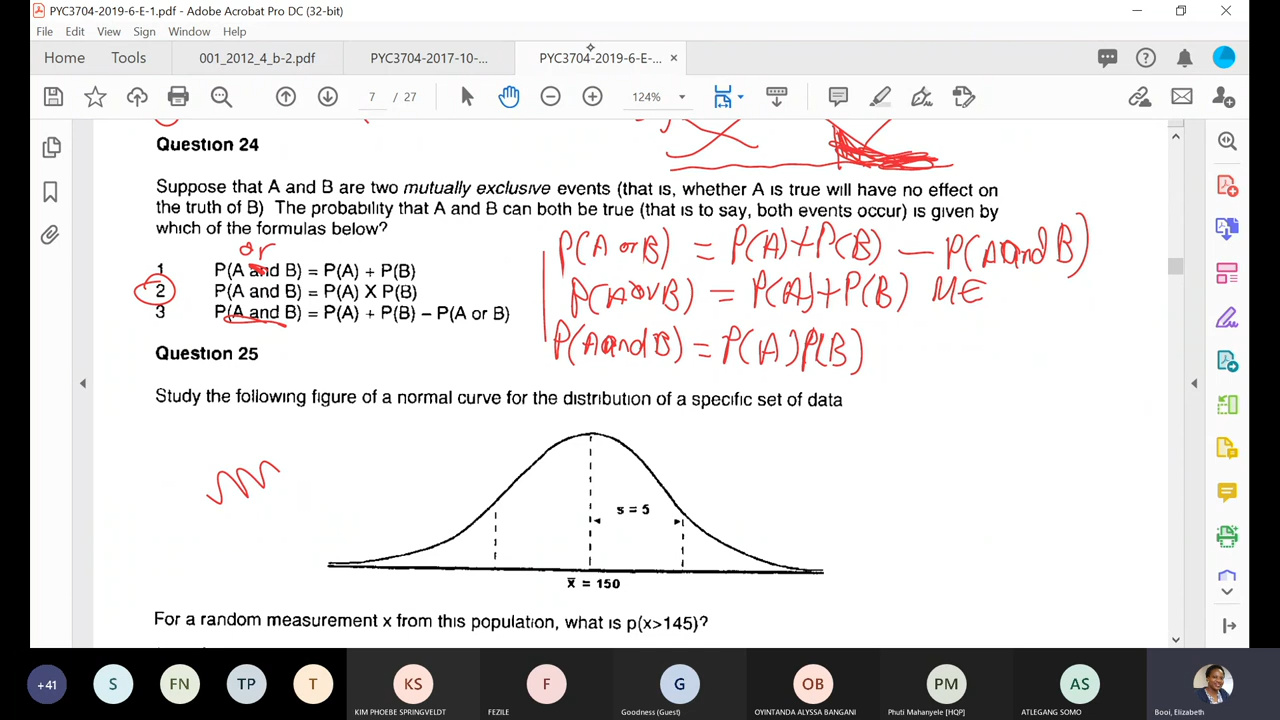 PYC3704-2019-6-E-1.pdf - Adobe Acrobat Pro DC (32-bit)
File Edit View Sign Window Help
Home Tools 001_2012_4_b-2.pdf PYC3704-2017-10-... PYC3704-2019-6-E-... ×
7 / 27 124%
Question 24
Suppose that A and B are two mutually exclusive events (that is, whether A is true will have no effect on
the truth of B) The probability that A and B can both be true (that is to say, both events occur) is given by
which of the formulas below?
or
1 P(A and B) = P(A) + P(B)
2 P(A and B) = P(A) X P(B)
3 P(A and B) = P(A) + P(B) – P(A or B)
P(A or B) = P(A)+P(B) – P(A and B)
P(A or B) = P(A)+P(B) ME
P(A and B) = P(A)P(B)
Question 25
Study the following figure of a normal curve for the distribution of a specific set of data
s = 5
x̄ = 150
For a random measurement x from this population, what is p(x>145)?
+41 S FN TP T KS F G OB PM AS
KIM PHOEBE SPRINGVELDT FEZILE Goodness (Guest) OYINTANDA ALYSSA BANGANI Phuti Mahanyele [HQP] ATLEGANG SOMO Booi, Elizabeth